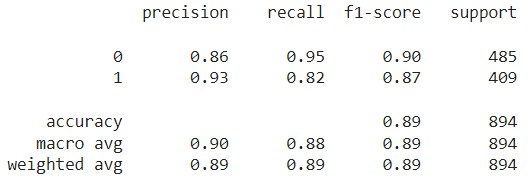 precision recall f1-score support
0 0.86 0.95 0.90 485
1 0.93 0.82 0.87 409
accuracy 0.89 894
macro avg 0.90 0.88 0.89 894
weighted avg 0.89 0.89 0.89 894